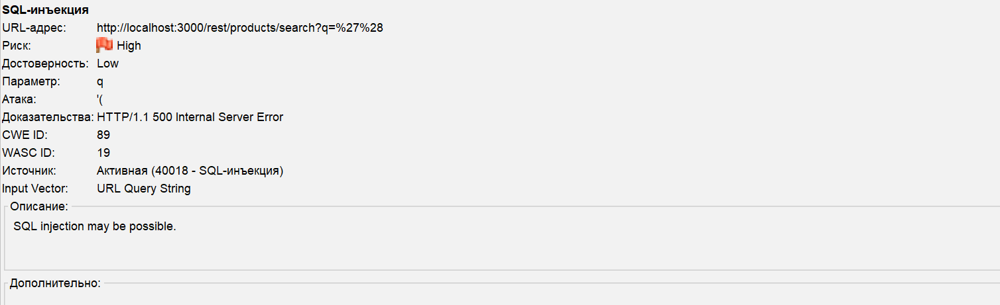 SQL-инъекция
URL-адрес: http://localhost:3000/rest/products/search?q=%27%28
Риск: High
Достоверность: Low
Параметр: q
Атака: '(
Доказательства: HTTP/1.1 500 Internal Server Error
CWE ID: 89
WASC ID: 19
Источник: Активная (40018 - SQL-инъекция)
Input Vector: URL Query String
Описание:
SQL injection may be possible.
Дополнительно: